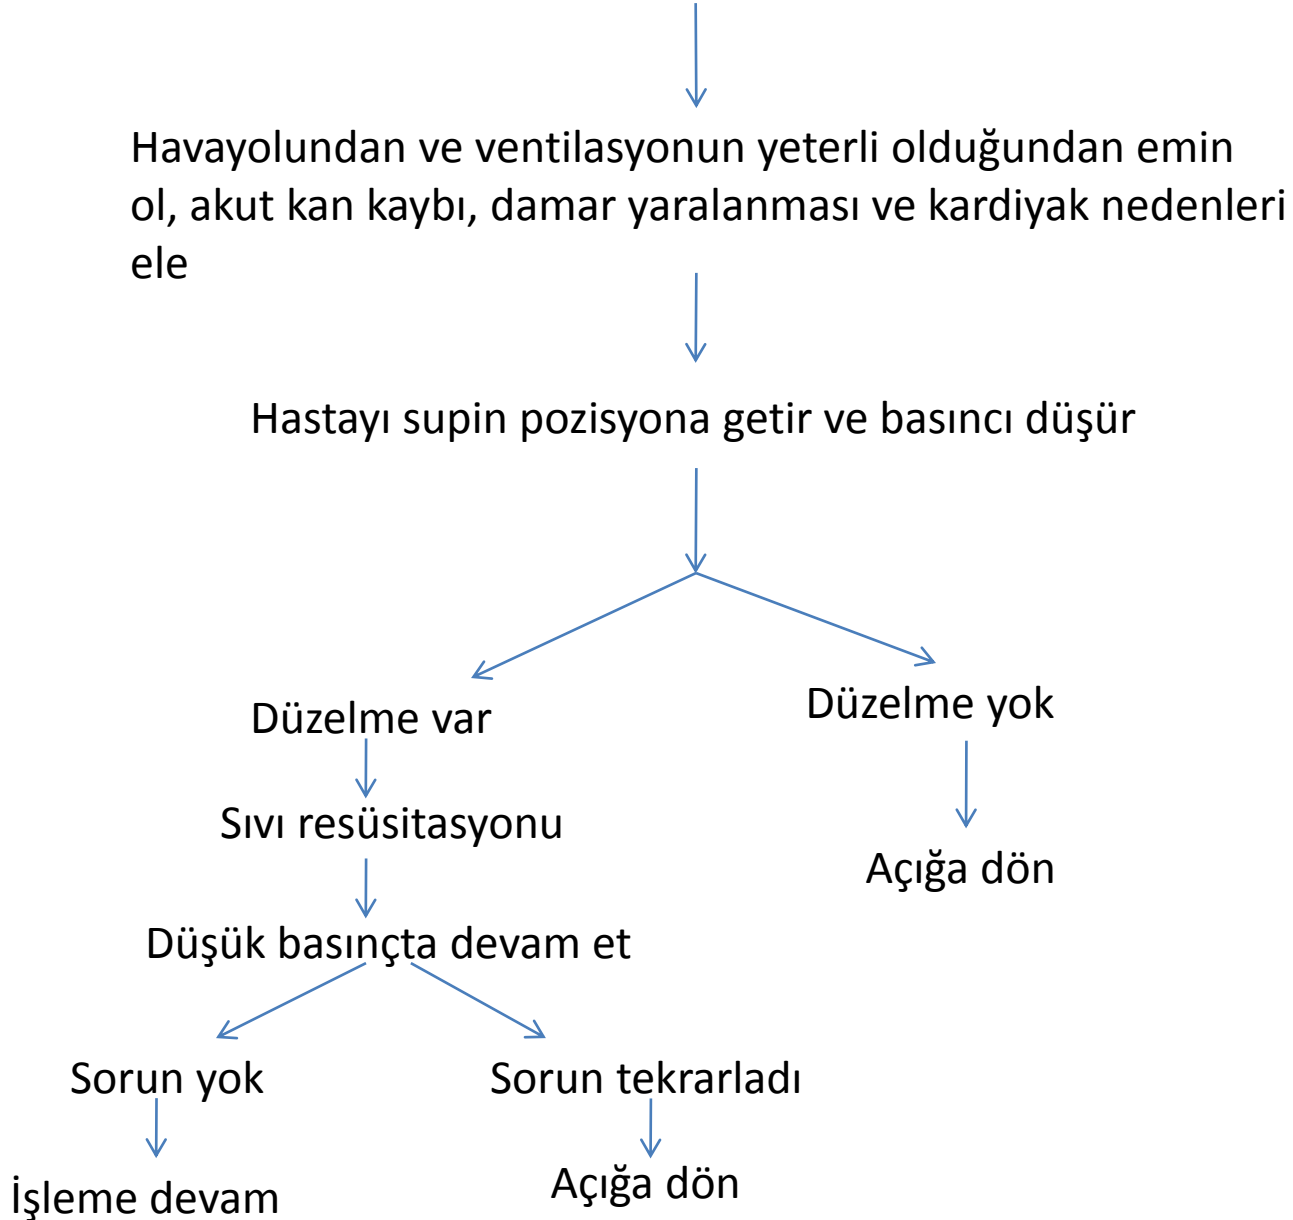 Havayolundan ve ventilasyonun yeterli olduğundan emin
ol, akut kan kaybı, damar yaralanması ve kardiyak nedenleri
ele
Hastayı supin pozisyona getir ve basıncı düşür
Düzelme var
Düzelme yok
Sıvı resüsitasyonu
Açığa dön
Düşük basınçta devam et
Sorun yok
Sorun tekrarladı
İşleme devam
Açığa dön